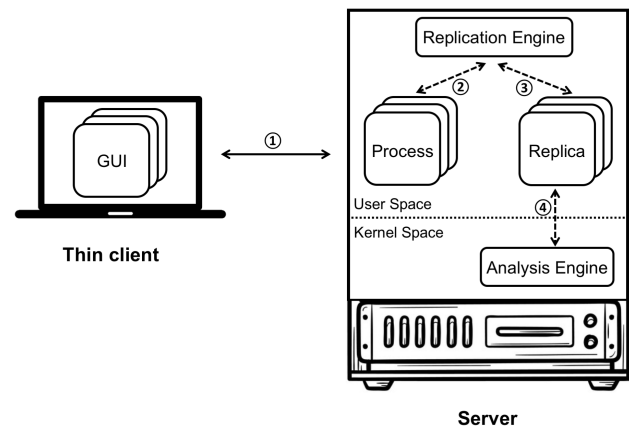 Replication Engine
②
③
①
GUI
Process
Replica
User Space
④
Kernel Space
Analysis Engine
Thin client
Server